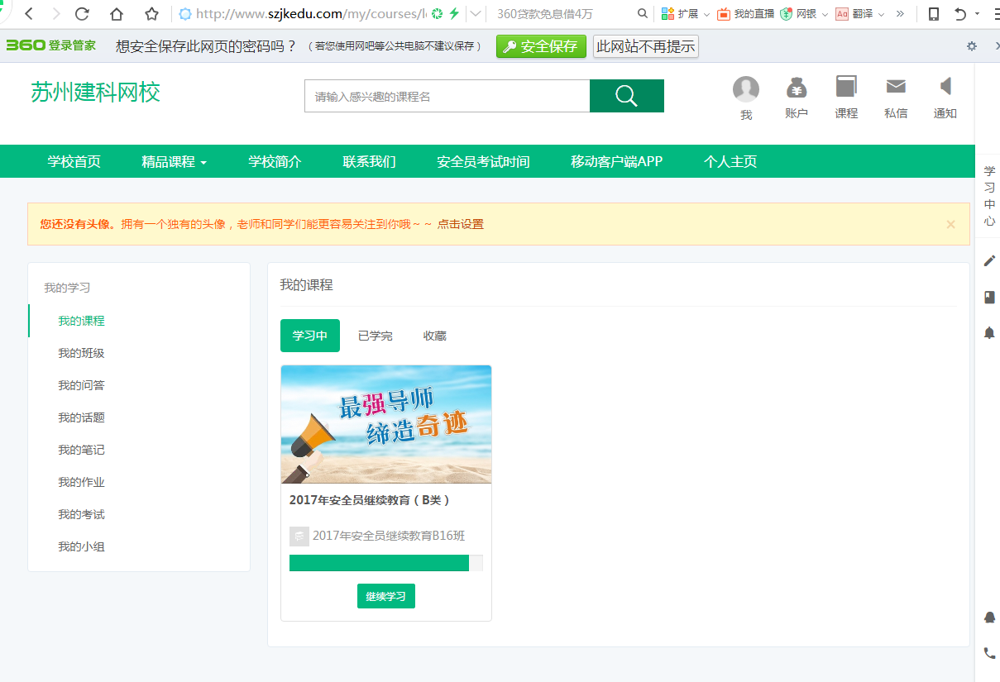 http://www.szjkedu.com/my/courses/l
360贷款免息借4万
扩展
我的直播
网银
Aa 翻译
360登录管家 想安全保存此网页的密码吗？ （若您使用网吧等公共电脑不建议保存） 安全保存 此网站不再提示
苏州建科网校
请输入感兴趣的课程名
我 账户 课程 私信 通知
学校首页 精品课程 学校简介 联系我们 安全员考试时间 移动客户端APP 个人主页
您还没有头像。拥有一个独有的头像，老师和同学们能更容易关注到你哦~~ 点击设置
×
学习中心
我的学习
我的课程
我的班级
我的问答
我的话题
我的笔记
我的作业
我的考试
我的小组
我的课程
学习中 已学完 收藏
最强导师
缔造奇迹
2017年安全员继续教育（B类）
2017年安全员继续教育B16班
继续学习